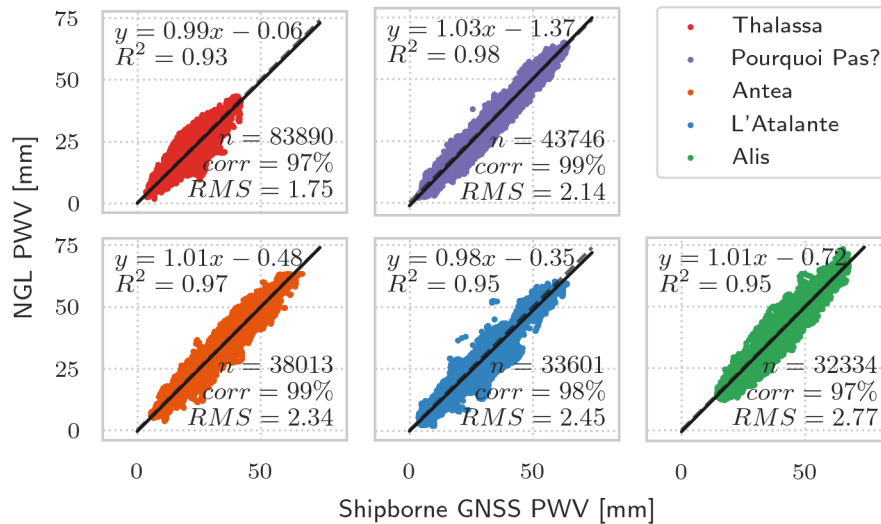 75
50
25
0
y = 0.99x − 0.06
R² = 0.93
n = 83890
corr = 97%
RMS = 1.75
y = 1.03x − 1.37
R² = 0.98
n = 43746
corr = 99%
RMS = 2.14
Thalassa
Pourquoi Pas?
Antea
L'Atalante
Alis
NGL PWV [mm]
75
50
25
0
y = 1.01x − 0.48
R² = 0.97
n = 38013
corr = 99%
RMS = 2.34
0
50
y = 0.98x − 0.35
R² = 0.95
n = 33601
corr = 98%
RMS = 2.45
0
50
y = 1.01x − 0.72
R² = 0.95
n = 32334
corr = 97%
RMS = 2.77
75
50
25
0
0
50
Shipborne GNSS PWV [mm]